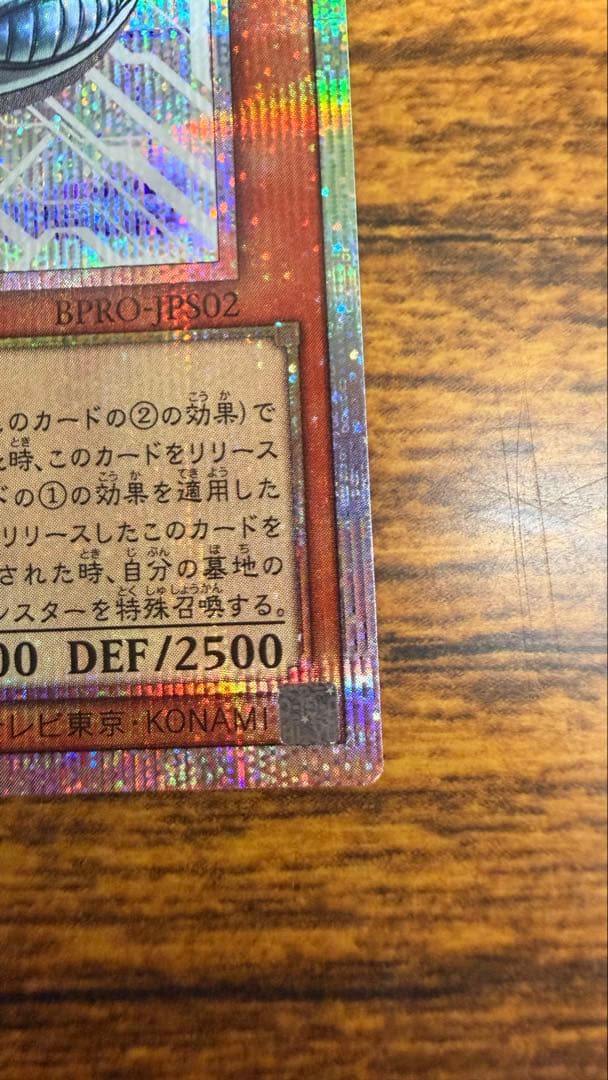 BPRO-JPS02
のカードの②の効果)で
時、このカードをリリース
ドの①の効果を適用した
リリースしたこのカードを
された時、自分の墓地の
ンスターを特殊召喚する。
00 DEF/2500
レビ東京・KONAMI